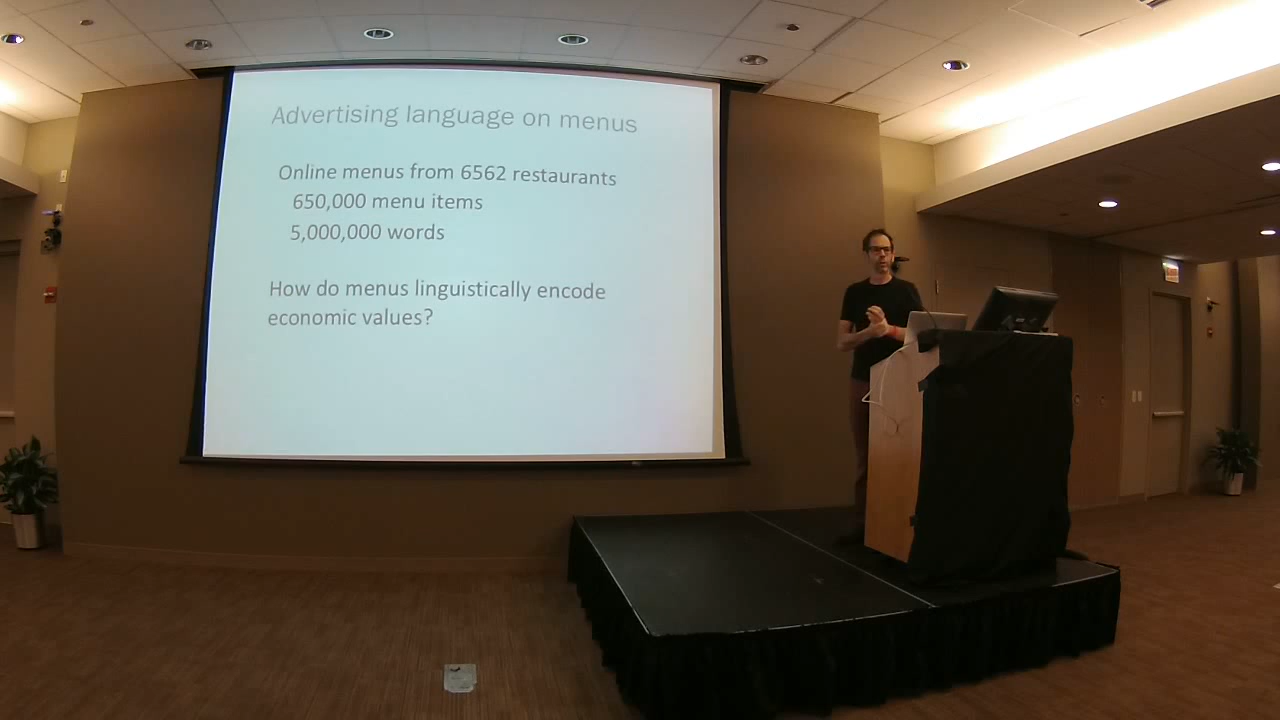 Advertising language on menus
Online menus from 6562 restaurants
650,000 menu items
5,000,000 words
How do menus linguistically encode
economic values?